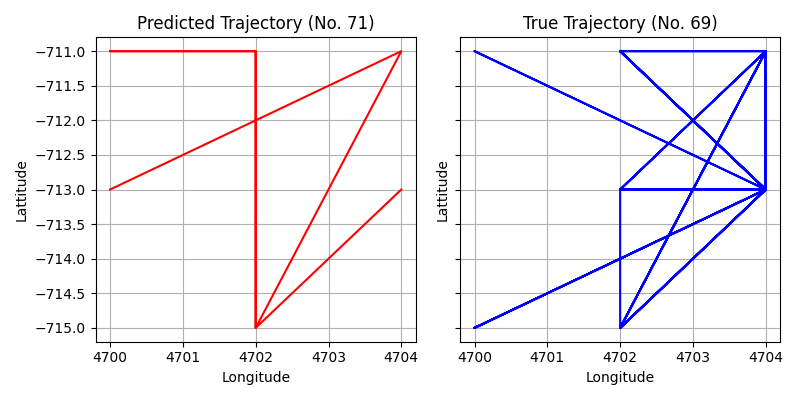 Predicted Trajectory (No. 71)
True Trajectory (No. 69)
−711.0
−711.5
−712.0
−712.5
−713.0
−713.5
−714.0
−714.5
−715.0
Lattitude
Lattitude
4700 4701 4702 4703 4704
4700 4701 4702 4703 4704
Longitude
Longitude